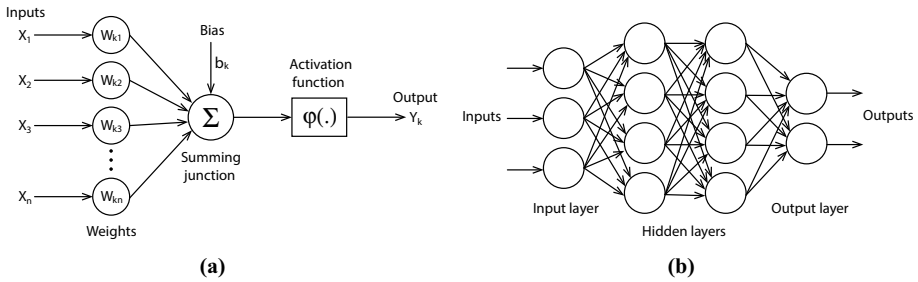 Inputs
X1
Wk1
X2
Wk2
X3
Wk3
Xn
Wkn
Weights
Bias
bk
Σ
Summing
junction
Activation
function
φ(.)
Output
Yk
(a)
Inputs
Input layer
Hidden layers
Output layer
Outputs
(b)